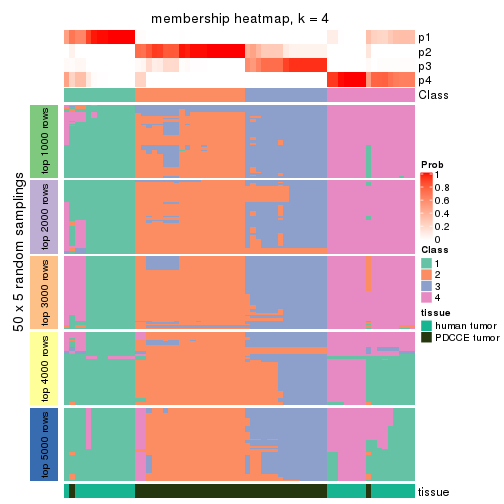 membership heatmap, k = 4
p1
p2
p3
p4
Class
50 x 5 random samplings
top 1000 rows
top 2000 rows
top 3000 rows
top 4000 rows
top 5000 rows
tissue
Prob
1
0.8
0.6
0.4
0.2
0
Class
1
2
3
4
tissue
human tumor
PDCCE tumor